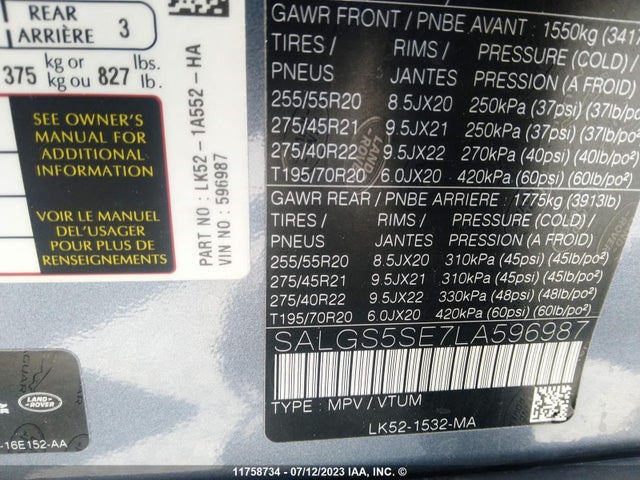 REAR
ARRIÈRE 3
375 kg or
kg ou 827 lbs.
lb.
SEE OWNER'S
MANUAL FOR
ADDITIONAL
INFORMATION
VOIR LE MANUEL
DEL'USAGER
POUR PLUS DE
RENSEIGNEMENTS
PART NO: LK52 -1A552 - HA
VIN NO : 596987
GAWR FRONT / PNBE AVANT : 1550kg (3417
TIRES / RIMS / PRESSURE (COLD) /
PNEUS JANTES PRESSION (A FROID)
255/55R20 8.5JX20 250kPa (37psi) (37lb/po²)
275/45R21 9.5JX21 250kPa (37psi) (37lb/po²)
275/40R22 9.5JX22 270kPa (40psi) (40lb/po²)
T195/70R20 6.0JX20 420kPa (60psi) (60lb/po²)
GAWR REAR / PNBE ARRIERE : 1775kg (3913lb)
TIRES / RIMS / PRESSURE (COLD) /
PNEUS JANTES PRESSION (A FROID)
255/55R20 8.5JX20 310kPa (45psi) (45lb/po²)
275/45R21 9.5JX21 310kPa (45psi) (45lb/po²)
275/40R22 9.5JX22 330kPa (48psi) (48lb/po²)
T195/70R20 6.0JX20 420kPa (60psi) (60lb/po²)
SALGS5SE7LA596987
TYPE : MPV / VTUM
LK52-1532-MA
LAND-
-ROVER
-16E152-AA
11758734 - 07/12/2023 - I.A.A.C. Inc.